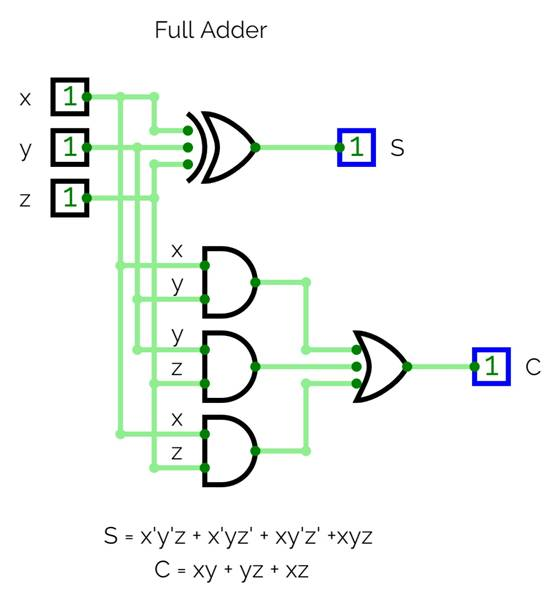 Full Adder
x 1
y 1
z 1
1 S
x
y
y
z
x
z
1 C
S = x'y'z + x'yz' + xy'z' +xyz
C = xy + yz + xz